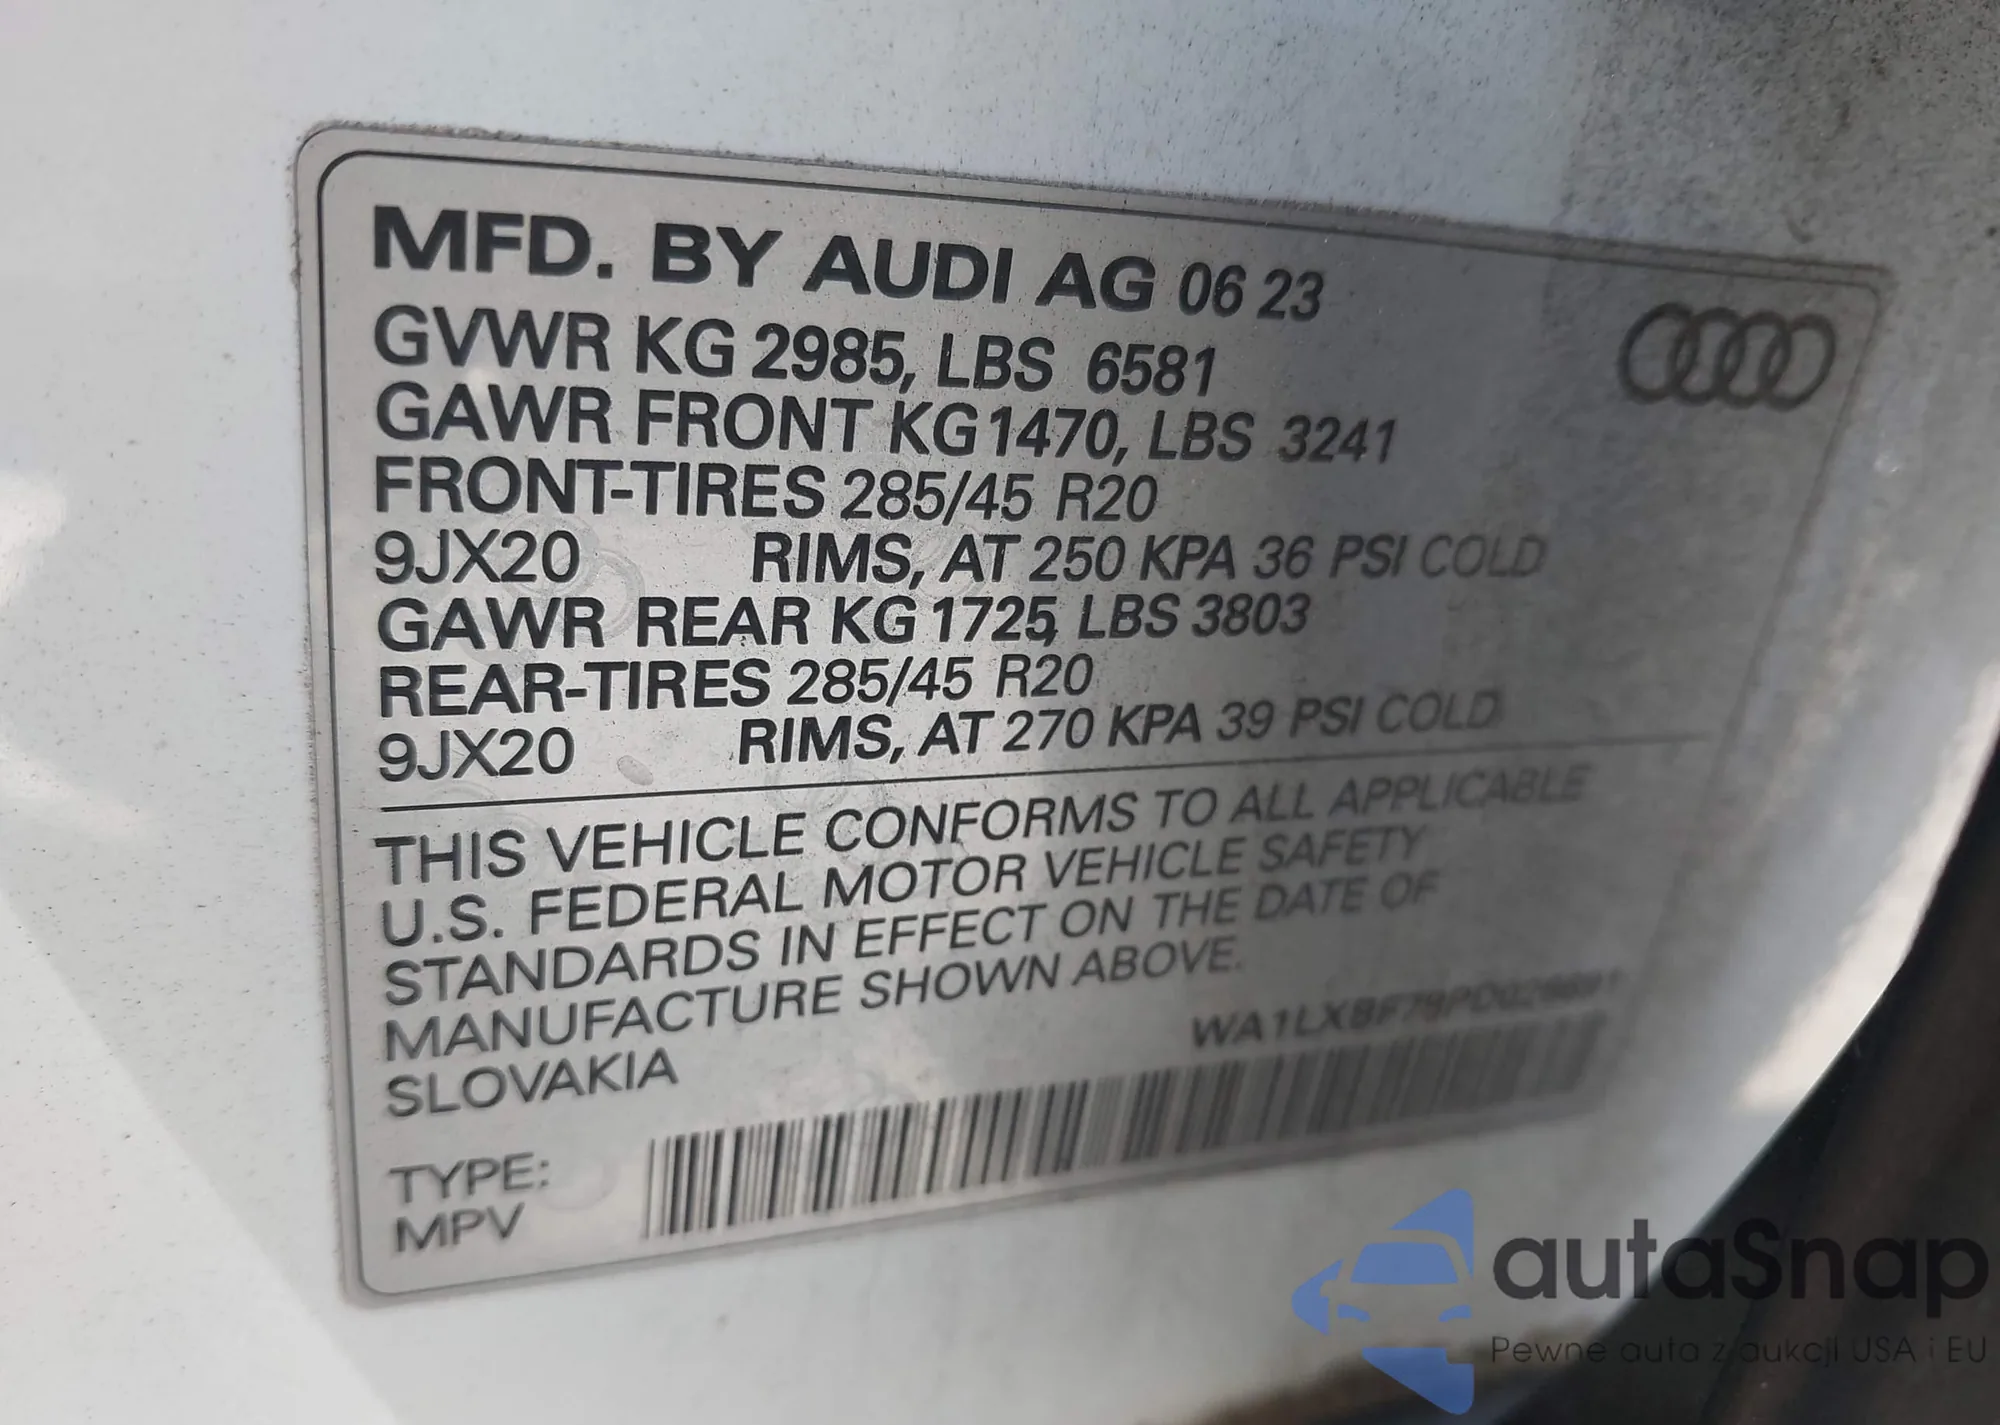 MFD. BY AUDI AG 06 23
GVWR KG 2985, LBS 6581
GAWR FRONT KG 1470, LBS 3241
FRONT-TIRES 285/45 R20
9JX20 RIMS, AT 250 KPA 36 PSI COLD
GAWR REAR KG 1725, LBS 3803
REAR-TIRES 285/45 R20
9JX20 RIMS, AT 270 KPA 39 PSI COLD
THIS VEHICLE CONFORMS TO ALL APPLICABLE
U.S. FEDERAL MOTOR VEHICLE SAFETY
STANDARDS IN EFFECT ON THE DATE OF
MANUFACTURE SHOWN ABOVE.
SLOVAKIA
TYPE:
MPV
autaSnap
Pewne auta z aukcji USA i EU